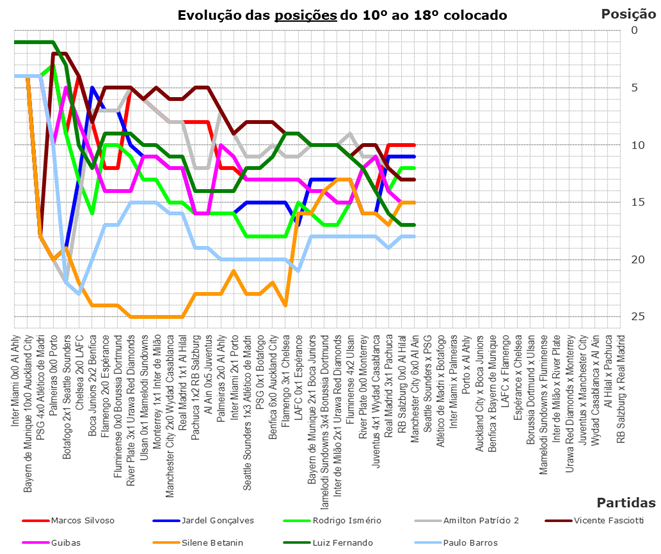 Evolução das posições do 10º ao 18º colocado
Posição
0
5
10
15
20
25
Inter Miami 0x0 Al Ahly
Bayern de Munique 10x0 Auckland City
PSG 4x0 Atlético de Madri
Palmeiras 0x0 Porto
Botafogo 2x1 Seattle Sounders
Chelsea 2x0 LAFC
Boca Juniors 2x2 Benfica
Flamengo 2x0 Espérance
Fluminense 0x0 Borussia Dortmund
River Plate 3x1 Urawa Red Diamonds
Ulsan 0x1 Mamelodi Sundowns
Monterrey 1x1 Inter de Milão
Manchester City 2x0 Wydad Casablanca
Real Madrid 1x1 Al Hilal
Pachuca 1x2 RB Salzburg
Al Ain 0x5 Juventus
Palmeiras 2x0 Al Ahly
Inter Miami 2x1 Porto
Seattle Sounders 1x3 Atlético de Madri
PSG 0x1 Botafogo
Benfica 6x0 Auckland City
Flamengo 3x1 Chelsea
LAFC 0x1 Espérance
Bayern de Munique 2x1 Boca Juniors
lamelodi Sundowns 3x4 Borussia Dortmund
Inter de Milão 2x1 Urawa Red Diamonds
Fluminense 4x2 Ulsan
River Plate 0x0 Monterrey
Juventus 4x1 Wydad Casablanca
Real Madrid 3x1 Pachuca
RB Salzburg 0x0 Al Hilal
Manchester City 6x0 Al Ain
Seattle Sounders x PSG
Atlético de Madri x Botafogo
Inter Miami x Palmeiras
Porto x Al Ahly
Auckland City x Boca Juniors
Benfica x Bayern de Munique
LAFC x Flamengo
Espérance x Chelsea
Borussia Dortmund x Ulsan
Mamelodi Sundowns x Fluminense
Inter de Milão x River Plate
Urawa Red Diamonds x Monterrey
Juventus x Manchester City
Wydad Casablanca x Al Ain
Al Hilal x Pachuca
RB Salzburg x Real Madrid
Partidas
Marcos Silvoso
Jardel Gonçalves
Rodrigo Ismério
Amilton Patrício 2
Vicente Fasciotti
Guibas
Silene Betanin
Luiz Fernando
Paulo Barros